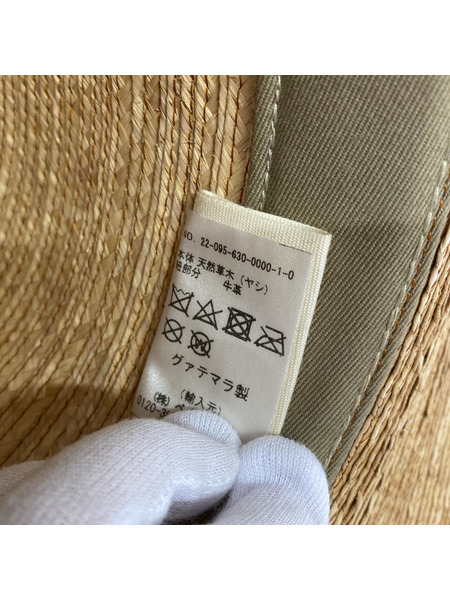 NO. 22-095-630-0000-1-0
本体 天然草木 (ヤシ)
部分 牛革
グァテマラ製
(輸入元)
(株) ベ
0120-3